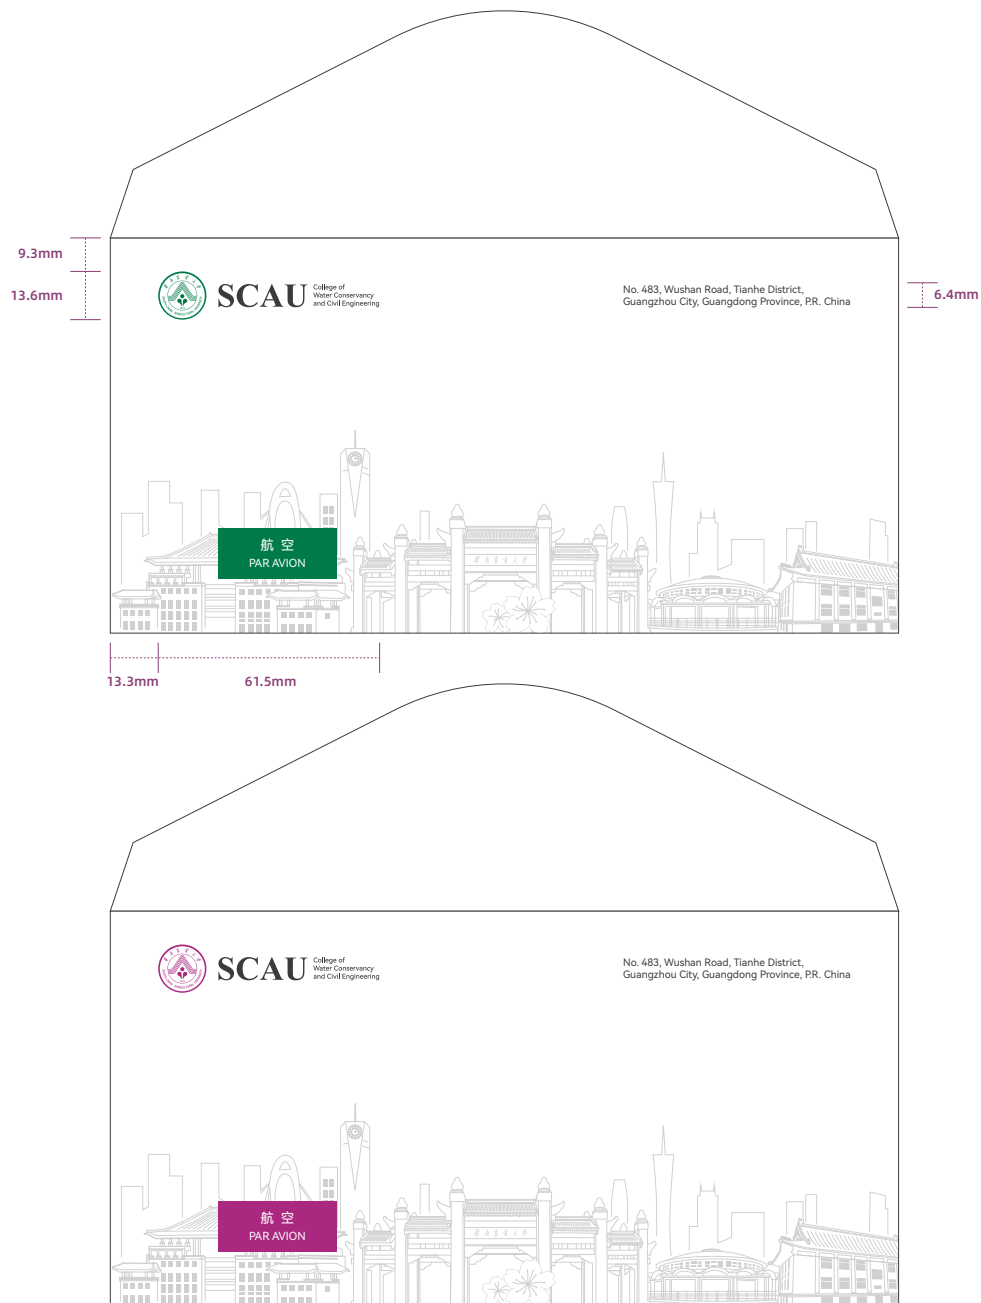 9.3mm
13.6mm
SCAU
College of
Water Conservancy
and Civil Engineering
No. 483, Wushan Road, Tianhe District,
Guangzhou City, Guangdong Province, P.R. China
6.4mm
航空
PAR AVION
13.3mm
61.5mm
SCAU
College of
Water Conservancy
and Civil Engineering
No. 483, Wushan Road, Tianhe District,
Guangzhou City, Guangdong Province, P.R. China
航空
PAR AVION